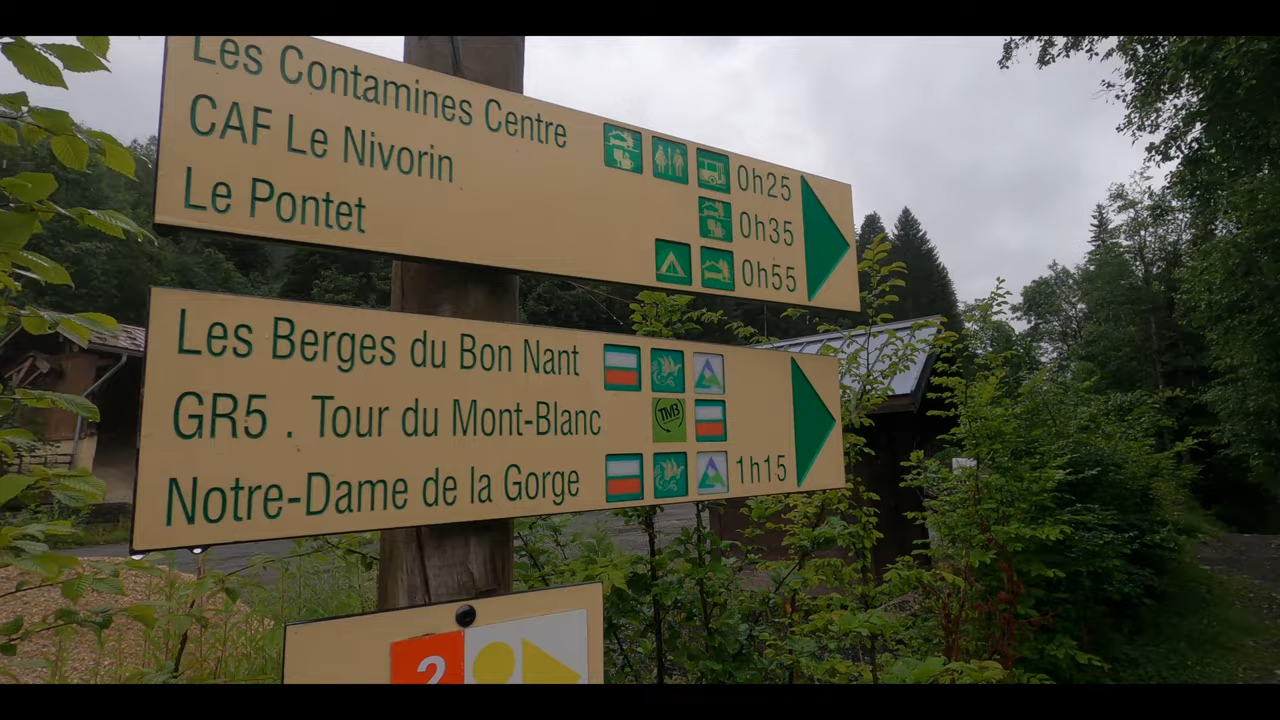 Les Contamines Centre 0h25
CAF Le Nivorin 0h35
Le Pontet 0h55
Les Berges du Bon Nant
GR5 . Tour du Mont-Blanc TMB
Notre-Dame de la Gorge 1h15
2